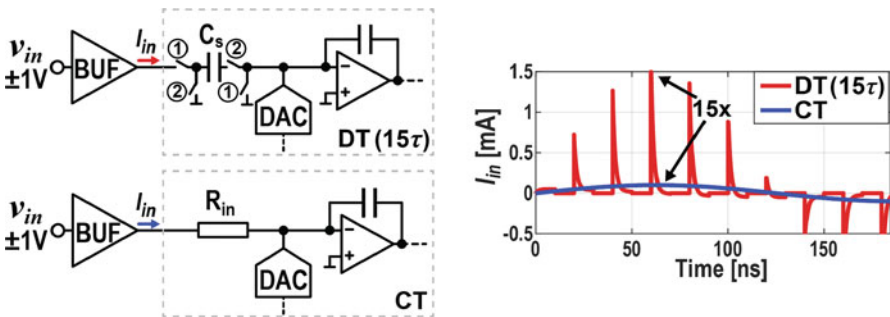 v_in
±1V
BUF
I_in
①
②
C_s
②
①
DAC
−
+
DT (15τ)
v_in
±1V
BUF
I_in
R_in
DAC
−
+
CT
I_in [mA]
1.5
1
0.5
0
-0.5
0
50
100
150
Time [ns]
15x
DT (15τ)
CT